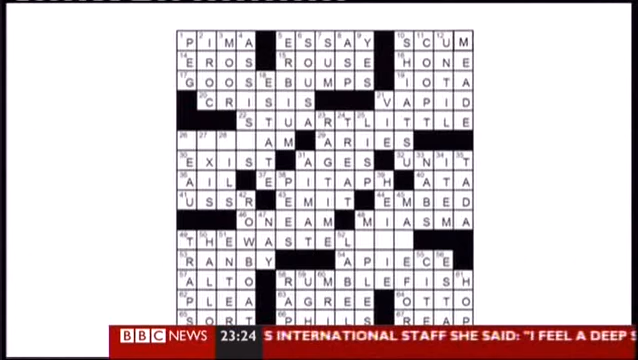 PIMA ESSAY SCUM
EROS ROUSE HONE
GOOSEBUMPS IOTA
CRISIS VAPID
STUARTLITTLE
AM ARIES
EXIST AGES UNIT
AIL EPITAPH ATA
USSR EMIT EMBED
ONEAM MIASMA
THEWASTEL
RANBY APIECE
ALTO RUMBLEFISH
PLEA AGREE OTTO
SORT PHILS REAP
BBC NEWS 23:24 S INTERNATIONAL STAFF SHE SAID: "I FEEL A DEEP S